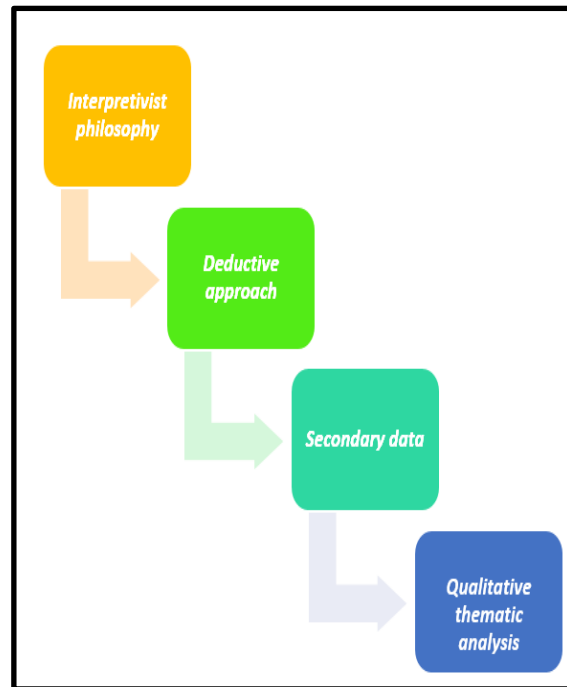 Interpretivist
philosophy
Deductive
approach
Secondary data
Qualitative
thematic
analysis